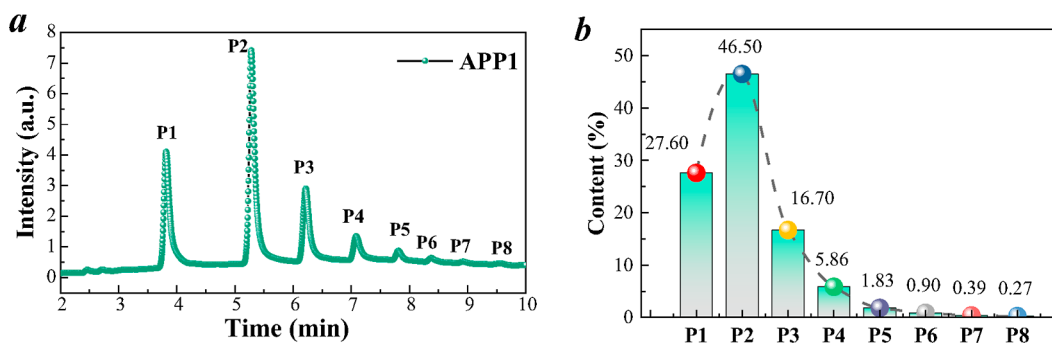 a
8
7
6
5
4
3
2
1
0
Intensity (a.u.)
P1
P2
P3
P4
P5
P6
P7
P8
APP1
2 3 4 5 6 7 8 9 10
Time (min)
b
50
40
30
20
10
0
Content (%)
27.60
46.50
16.70
5.86
1.83
0.90
0.39
0.27
P1 P2 P3 P4 P5 P6 P7 P8